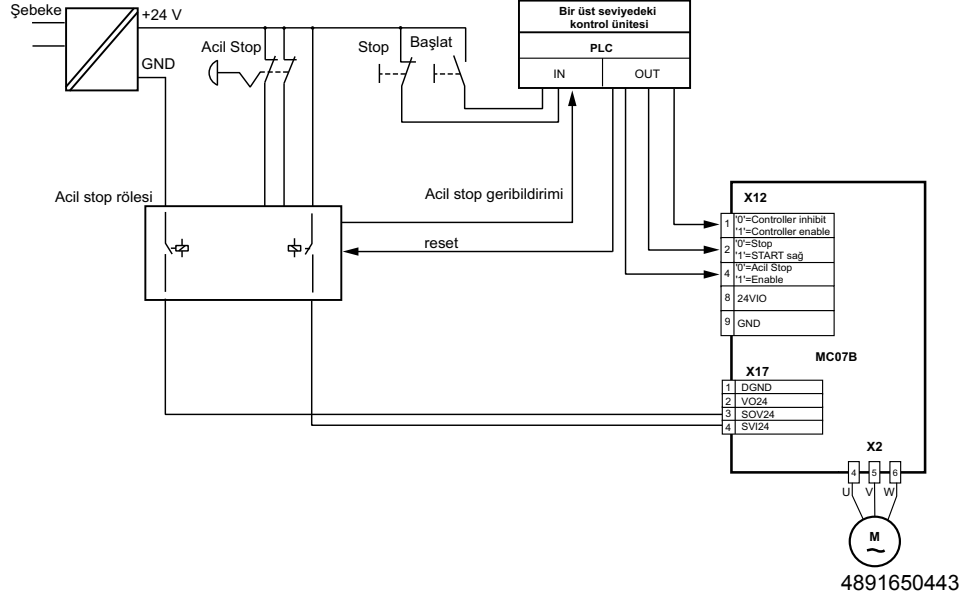 Şebeke
+24 V
GND
Acil Stop
Stop
Başlat
Bir üst seviyedeki
kontrol ünitesi
PLC
IN
OUT
Acil stop rölesi
Acil stop geribildirimi
reset
X12
1
'0'=Controller inhibit
'1'=Controller enable
2
'0'=Stop
'1'=START sağ
4
'0'=Acil Stop
'1'=Enable
8 24VIO
9 GND
MC07B
X17
1 DGND
2 VO24
3 SOV24
4 SVI24
X2
4 5 6
U V W
M
~
4891650443